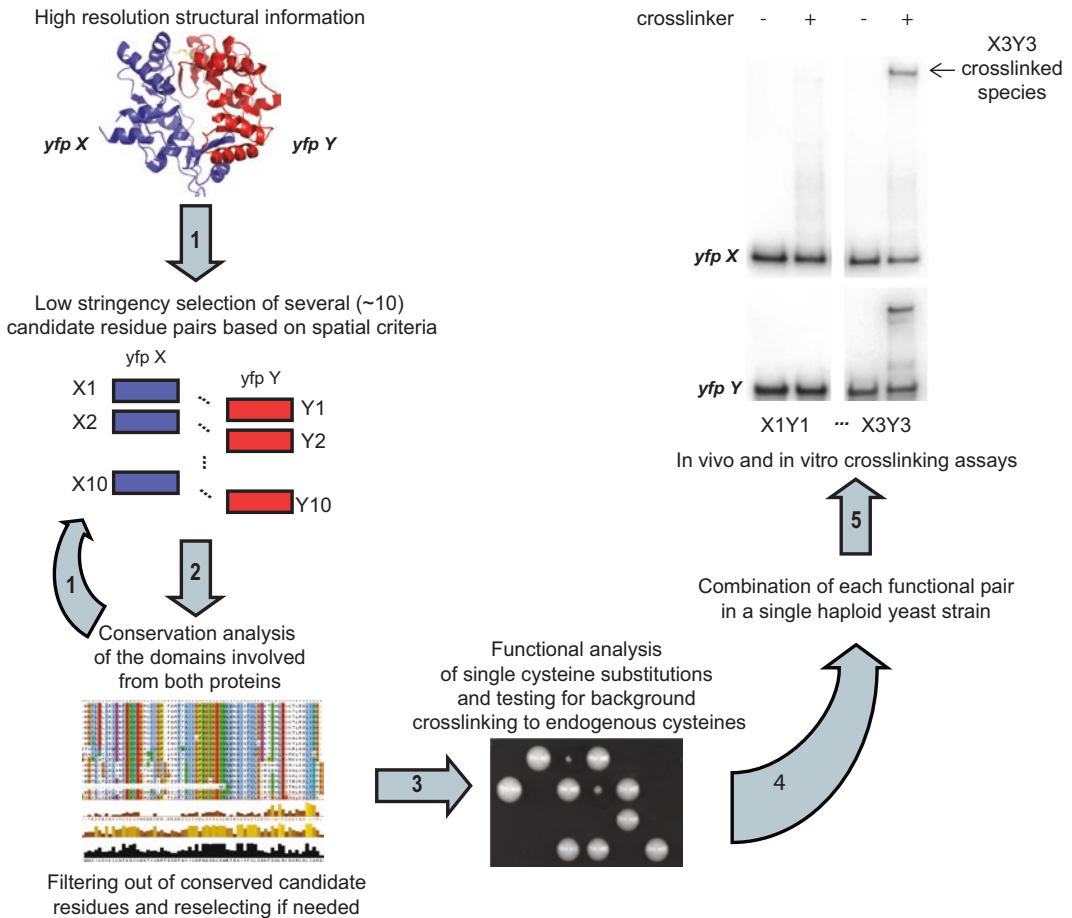 High resolution structural information
yfp X
yfp Y
1
Low stringency selection of several (~10)
candidate residue pairs based on spatial criteria
yfp X
yfp Y
X1
Y1
X2
Y2
X10
Y10
1
2
Conservation analysis
of the domains involved
from both proteins
Filtering out of conserved candidate
residues and reselecting if needed
3
Functional analysis
of single cysteine substitutions
and testing for background
crosslinking to endogenous cysteines
4
Combination of each functional pair
in a single haploid yeast strain
5
In vivo and in vitro crosslinking assays
crosslinker - + - +
X3Y3
crosslinked
species
yfp X
yfp Y
X1Y1 ... X3Y3